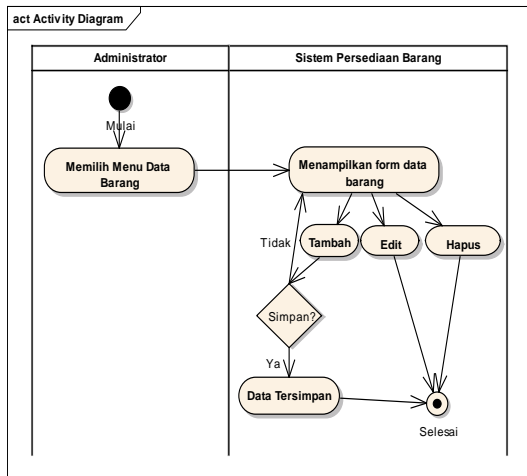 act Activity Diagram
Administrator
Sistem Persediaan Barang
Mulai
Memilih Menu Data
Barang
Menampilkan form data
barang
Tidak
Tambah
Edit
Hapus
Simpan?
Ya
Data Tersimpan
Selesai